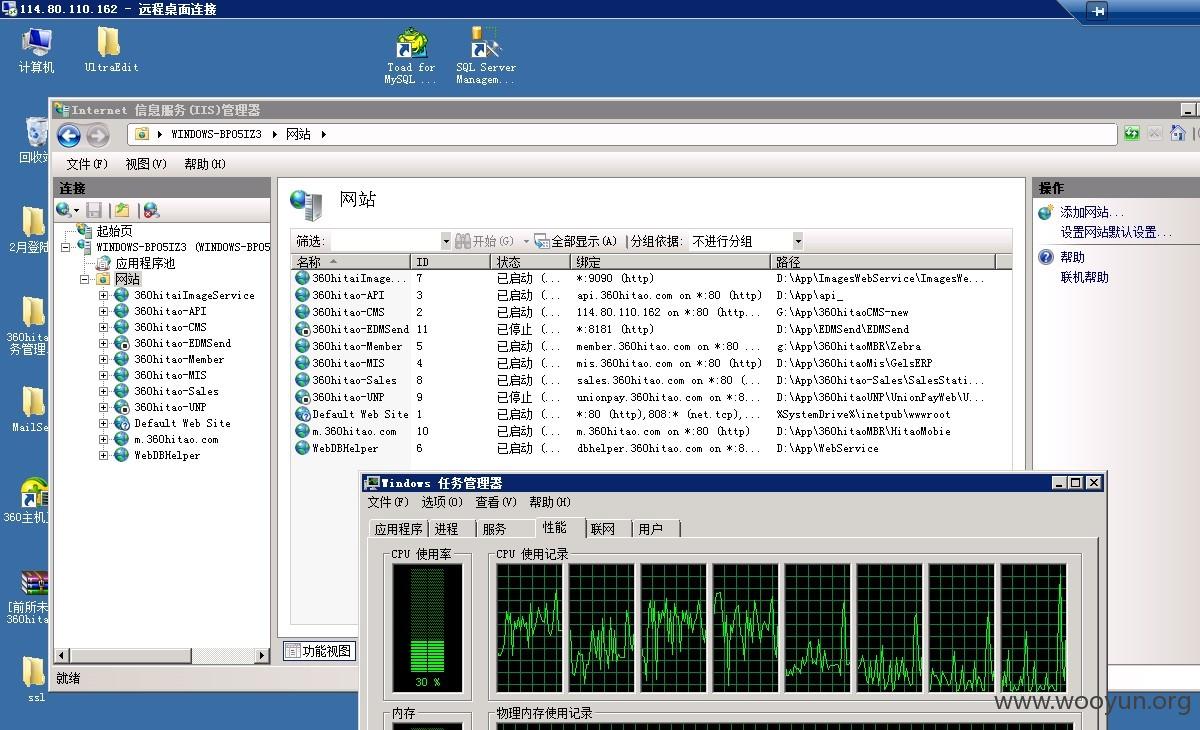 114.80.110.162 - 远程桌面连接
计算机
UltraEdit
Toad for MySQL ...
SQL Server Managem...
Internet 信息服务(IIS)管理器
WINDOWS-BP05IZ3 网站
文件(F) 视图(V) 帮助(H)
连接
起始页
WINDOWS-BP05IZ3 (WINDOWS-BP05
应用程序池
网站
360hitaiImageService
360hitao-API
360hitao-CMS
360hitao-EDMSend
360hitao-Member
360hitao-MIS
360hitao-Sales
360hitao-UNP
Default Web Site
m.360hitao.com
WebDBHelper
就绪
网站
筛选: 开始(G) 全部显示(A) 分组依据: 不进行分组
名称 ID 状态 绑定 路径
360hitaiImage... 7 已启动 (... *:9090 (http) D:\App\ImagesWebService\ImagesWe...
360hitao-API 3 已启动 (... api.360hitao.com on *:80 (http) D:\App\api_
360hitao-CMS 2 已启动 (... 114.80.110.162 on *:80 (http... G:\App\360hitaoCMS-new
360hitao-EDMSend 11 已停止 (... *:8181 (http) D:\App\EDMSend\EDMSend
360hitao-Member 5 已启动 (... member.360hitao.com on *:80... g:\App\360hitaoMBR\Zebra
360hitao-MIS 4 已启动 (... mis.360hitao.com on *:80 (http) D:\App\360hitaoMis\GelsERP
360hitao-Sales 8 已启动 (... sales.360hitao.com on *:80 (... D:\App\360hitao-Sales\SalesStati...
360hitao-UNP 9 已停止 (... unionpay.360hitao.com on *:8... D:\App\360hitaoUNP\UnionPayWeb\U...
Default Web Site 1 已启动 (... *:80 (http),808:* (net.tcp),... %SystemDrive%\inetpub\wwwroot
m.360hitao.com 10 已启动 (... m.360hitao.com on *:80 (http) D:\App\360hitaoMBR\HitaoMobie
WebDBHelper 6 已启动 (... dbhelper.360hitao.com on *:8... D:\App\WebService
功能视图
操作
添加网站...
设置网站默认设置...
帮助
联机帮助
回收站
2月登陆
360hita
务管理
MailSe
360主机
[前所未
360hita
ssl
Windows 任务管理器
文件(F) 选项(O) 查看(V) 帮助(H)
应用程序 进程 服务 性能 联网 用户
CPU 使用率 CPU 使用记录
30 %
内存 物理内存使用记录
www.wooyun.org